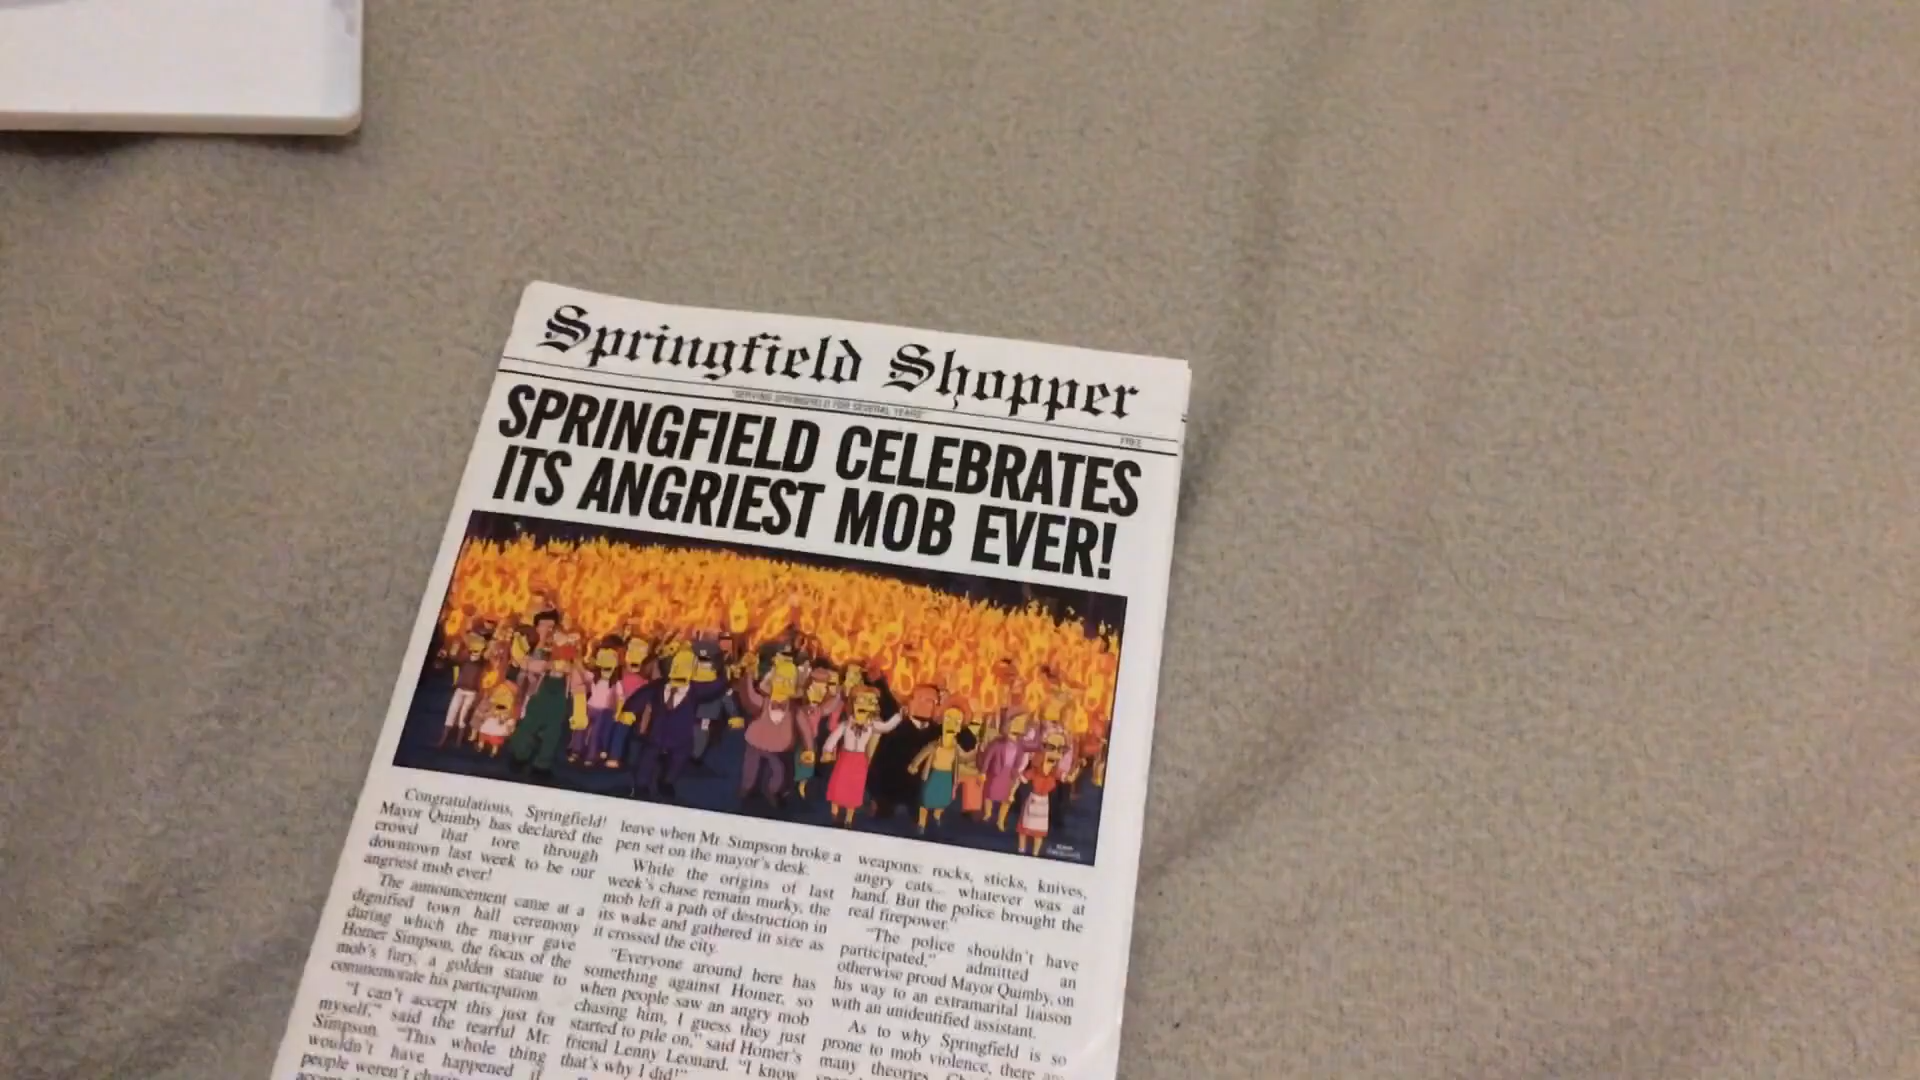 Springfield Shopper
"SERVING SPRINGFIELD FOR SEVERAL YEARS"
SPRINGFIELD CELEBRATES
ITS ANGRIEST MOB EVER!
Congratulations, Springfield!
Mayor Quimby has declared the
crowd that tore through
downtown last week to be our
angriest mob ever!
The announcement came at a
dignified town hall ceremony
during which the mayor gave
Homer Simpson, the focus of the
mob's fury, a golden statue to
commemorate his participation.
"I can't accept this just for
myself," said the tearful Mr.
Simpson. "This whole thing
wouldn't have happened if
people weren't
leave when Mr. Simpson broke a
pen set on the mayor's desk.
While the origins of last
week's chase remain murky, the
mob left a path of destruction in
its wake and gathered in size as
it crossed the city.
"Everyone around here has
something against Homer, so
when people saw an angry mob
chasing him, I guess they just
started to pile on," said Homer's
friend Lenny Leonard. "I know
that's why I did!"
weapons: rocks, sticks, knives,
angry cats... whatever was at
hand. But the police brought the
real firepower."
"The police shouldn't have
participated," admitted an
otherwise proud Mayor Quimby, on
his way to an extramarital liaison
with an unidentified assistant.
As to why Springfield is so
prone to mob violence, there are
many theories.